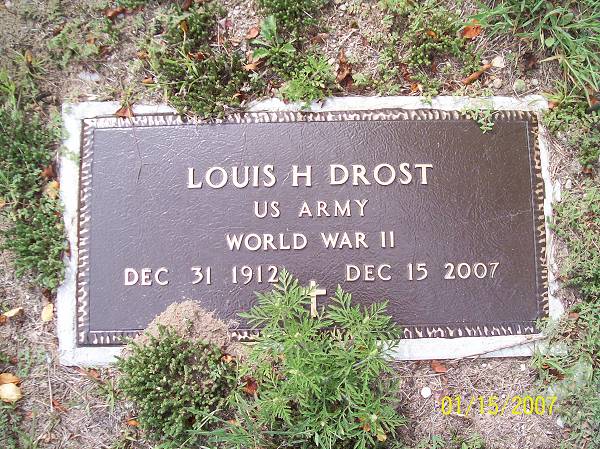 LOUIS H DROST
US ARMY
WORLD WAR II
DEC 31 1912 DEC 15 2007
01/15/2007